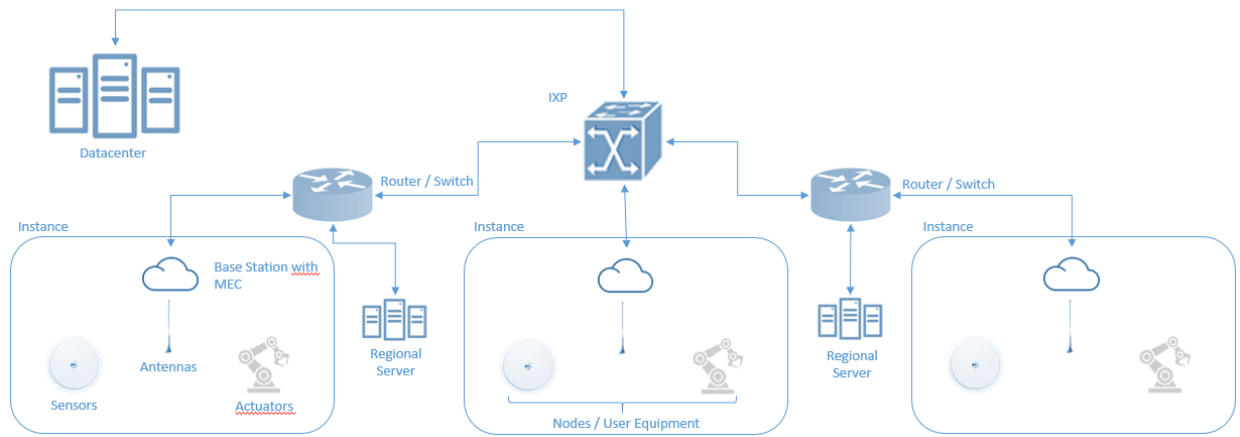 IXP
Datacenter
Router / Switch
Router / Switch
Instance
Instance
Instance
Base Station with
MEC
Regional
Server
Regional
Server
Antennas
Sensors
Actuators
Nodes / User Equipment